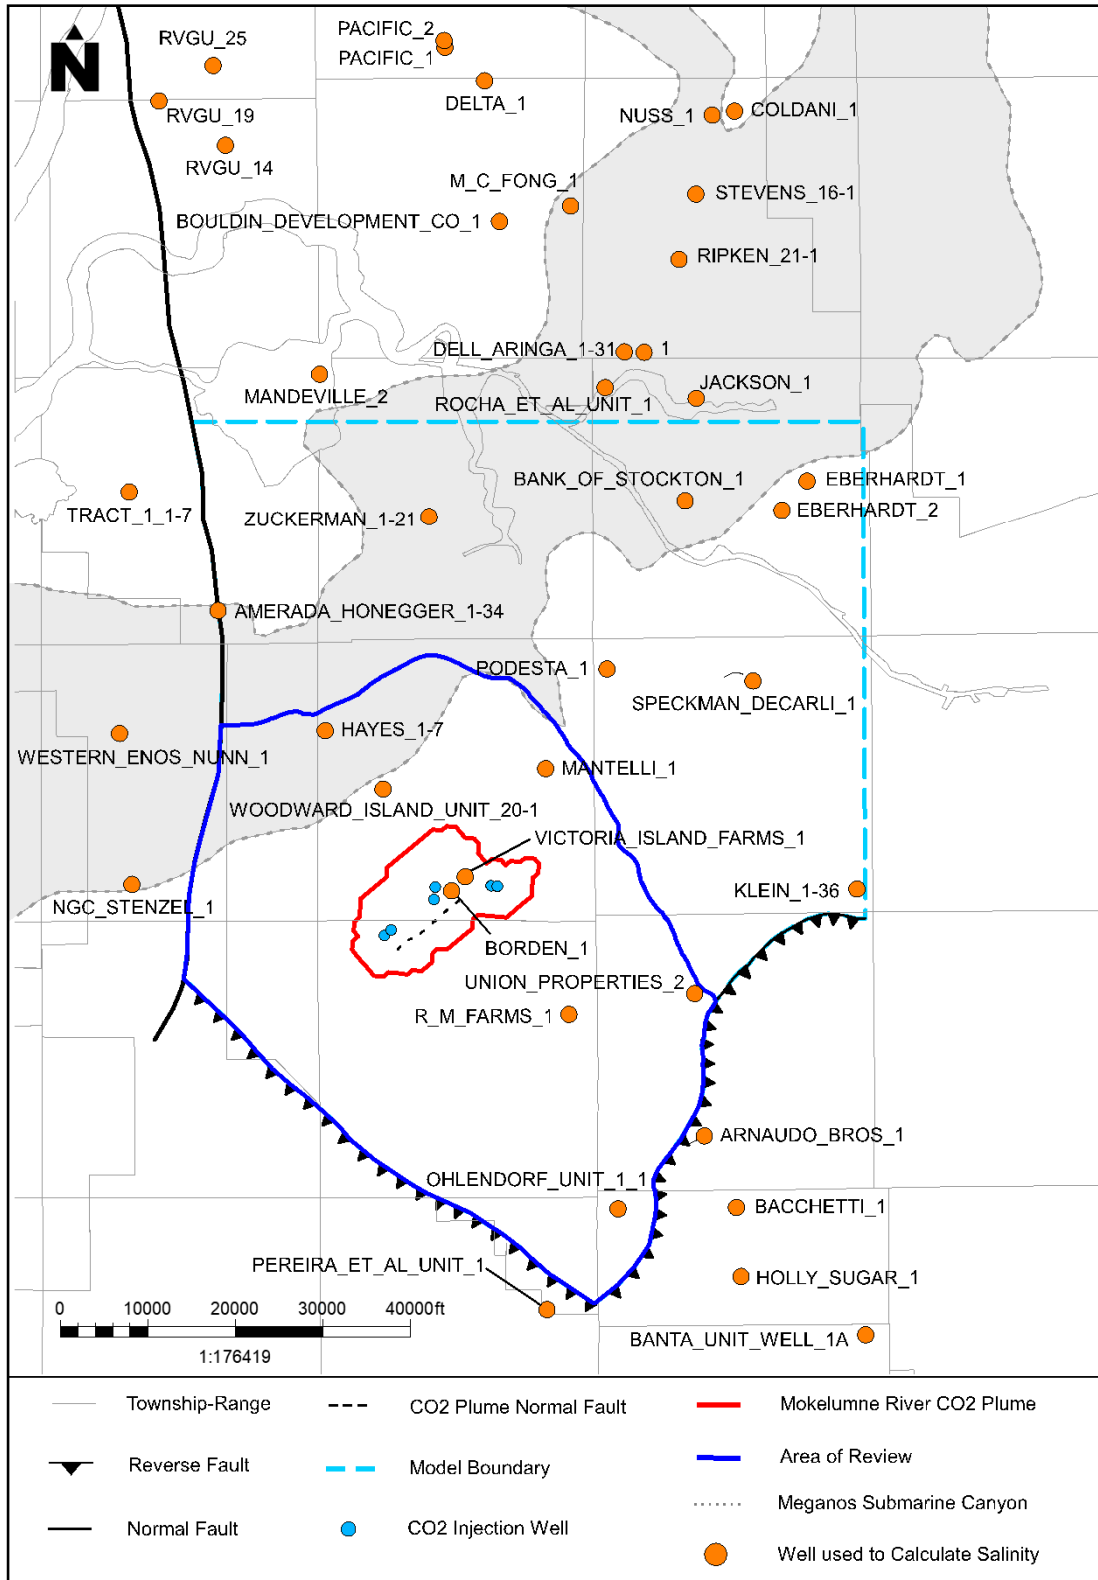 PACIFIC_2
RVGU_25
PACIFIC_1
N
DELTA_1
RVGU_19
NUSS_1
COLDANI_1
RVGU_14
M_C_FONG_1
STEVENS_16-1
BOULDIN_DEVELOPMENT_CO_1
RIPKEN_21-1
DELL_ARINGA_1-31
1
MANDEVILLE_2
JACKSON_1
ROCHA_ET_AL_UNIT_1
BANK_OF_STOCKTON_1
EBERHARDT_1
TRACT_1_1-7
ZUCKERMAN_1-21
EBERHARDT_2
AMERADA_HONEGGER_1-34
PODESTA_1
SPECKMAN_DECARLI_1
HAYES_1-7
WESTERN_ENOS_NUNN_1
MANTELLI_1
WOODWARD_ISLAND_UNIT_20-1
VICTORIA_ISLAND_FARMS_1
KLEIN_1-36
NGC_STENZEL_1
BORDEN_1
UNION_PROPERTIES_2
R_M_FARMS_1
ARNAUDO_BROS_1
OHLENDORF_UNIT_1_1
BACCHETTI_1
PEREIRA_ET_AL_UNIT_1
HOLLY_SUGAR_1
0 10000 20000 30000 40000ft
BANTA_UNIT_WELL_1A
1:176419
Township-Range
CO2 Plume Normal Fault
Mokelumne River CO2 Plume
Reverse Fault
Model Boundary
Area of Review
Meganos Submarine Canyon
Normal Fault
CO2 Injection Well
Well used to Calculate Salinity